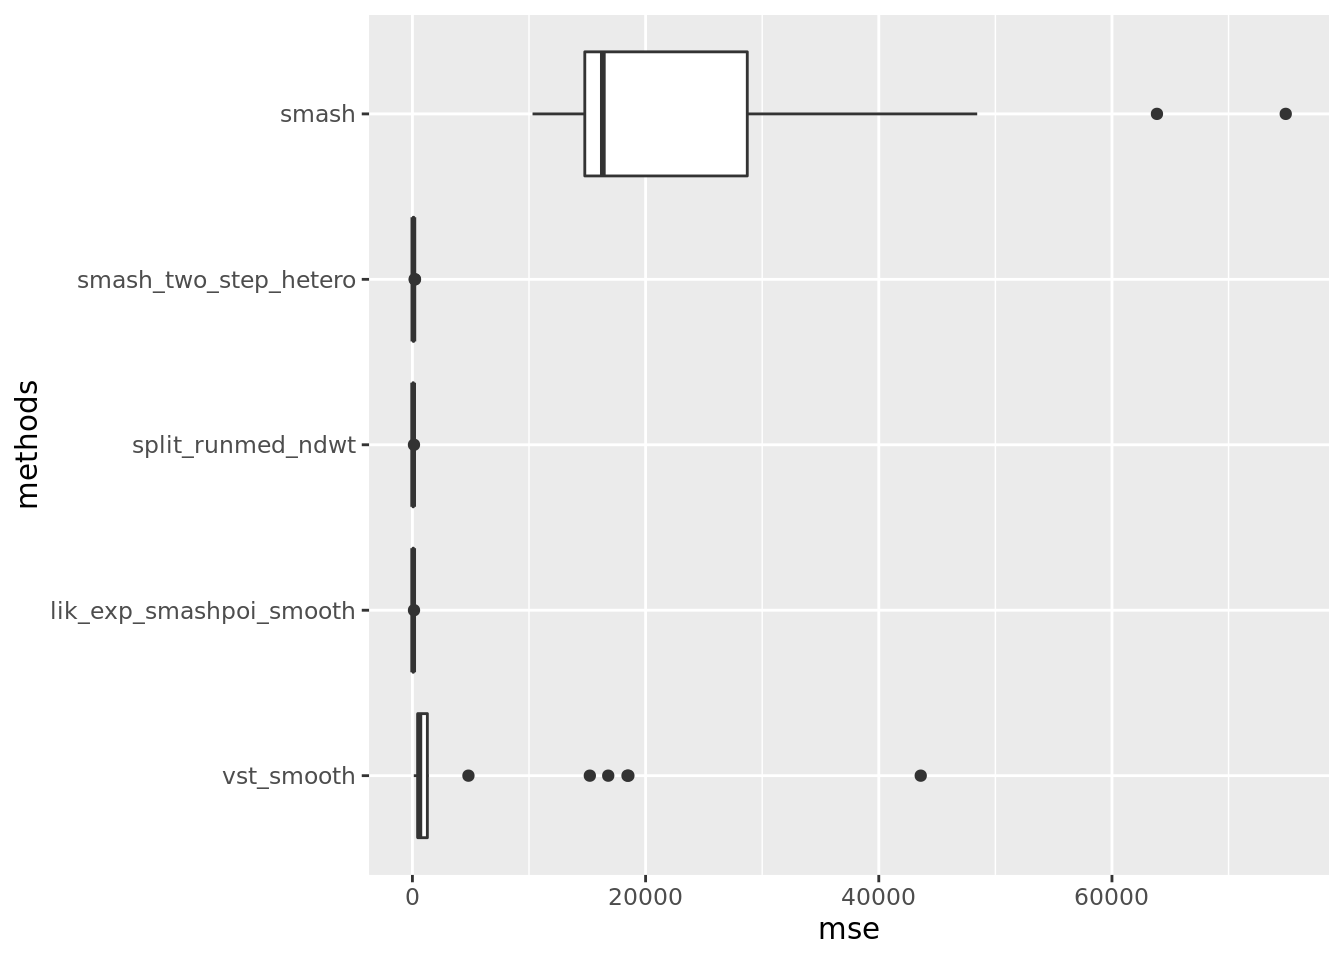 smash
smash_two_step_hetero
split_runmed_ndwt
lik_exp_smashpoi_smooth
vst_smooth
methods
0 20000 40000 60000
mse